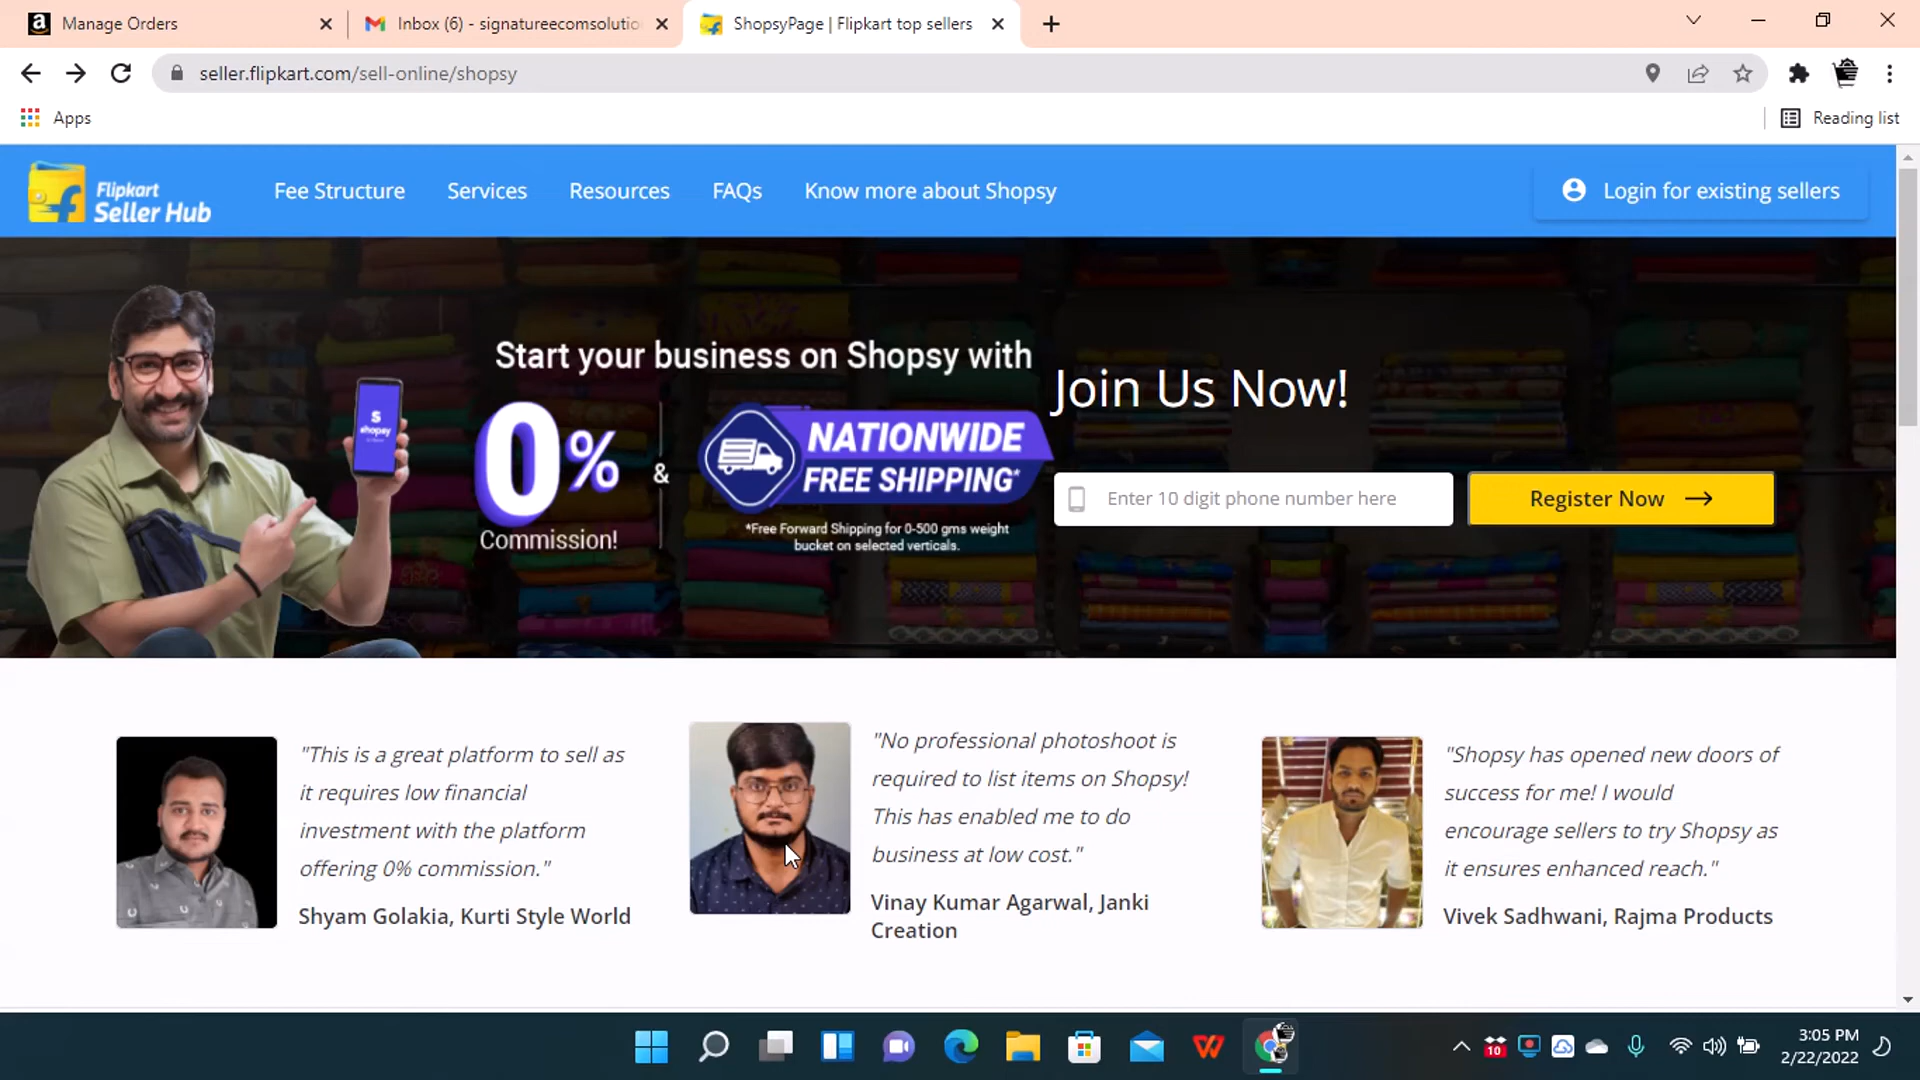 Manage Orders
Inbox (6) - signatureecomsolutio
ShopsyPage | Flipkart top sellers
seller.flipkart.com/sell-online/shopsy
Apps
Reading list
Flipkart
Seller Hub
Fee Structure
Services
Resources
FAQs
Know more about Shopsy
Login for existing sellers
shopsy
Start your business on Shopsy with
0%
Commission!
&
NATIONWIDE
FREE SHIPPING*
*Free Forward Shipping for 0-500 gms weight
bucket on selected verticals.
Join Us Now!
Enter 10 digit phone number here
Register Now
"This is a great platform to sell as
it requires low financial
investment with the platform
offering 0% commission."
Shyam Golakia, Kurti Style World
"No professional photoshoot is
required to list items on Shopsy!
This has enabled me to do
business at low cost."
Vinay Kumar Agarwal, Janki
Creation
"Shopsy has opened new doors of
success for me! I would
encourage sellers to try Shopsy as
it ensures enhanced reach."
Vivek Sadhwani, Rajma Products
10
3:05 PM
2/22/2022